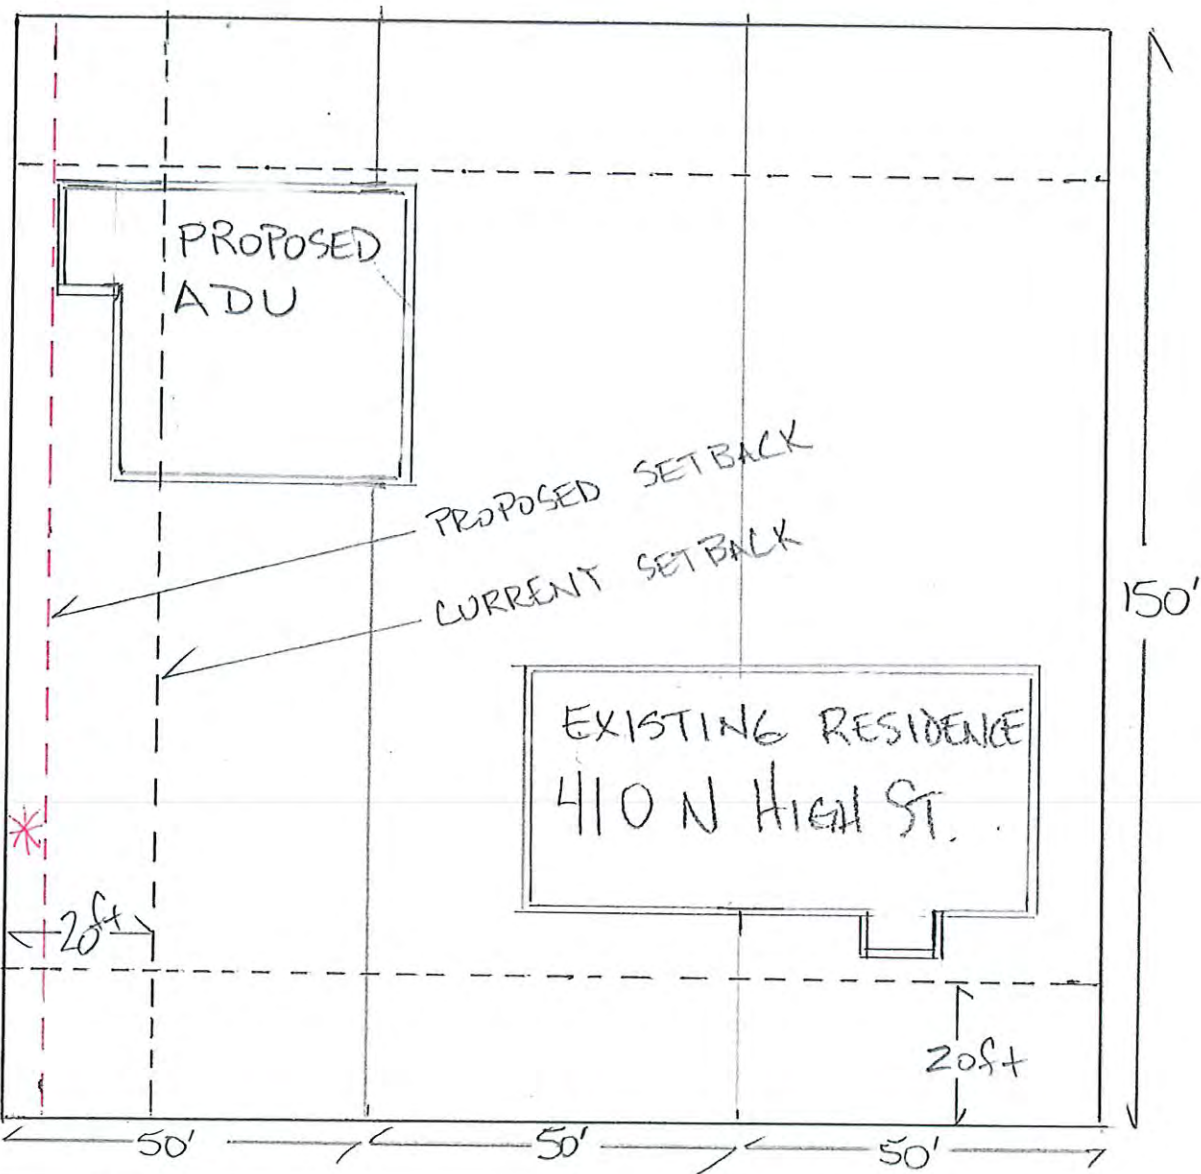 PROPOSED
ADU
PROPOSED SETBACK
CURRENT SETBACK
150'
EXISTING RESIDENCE
410 N HIGH ST.
*
20ft
20ft
50'
50'
50'